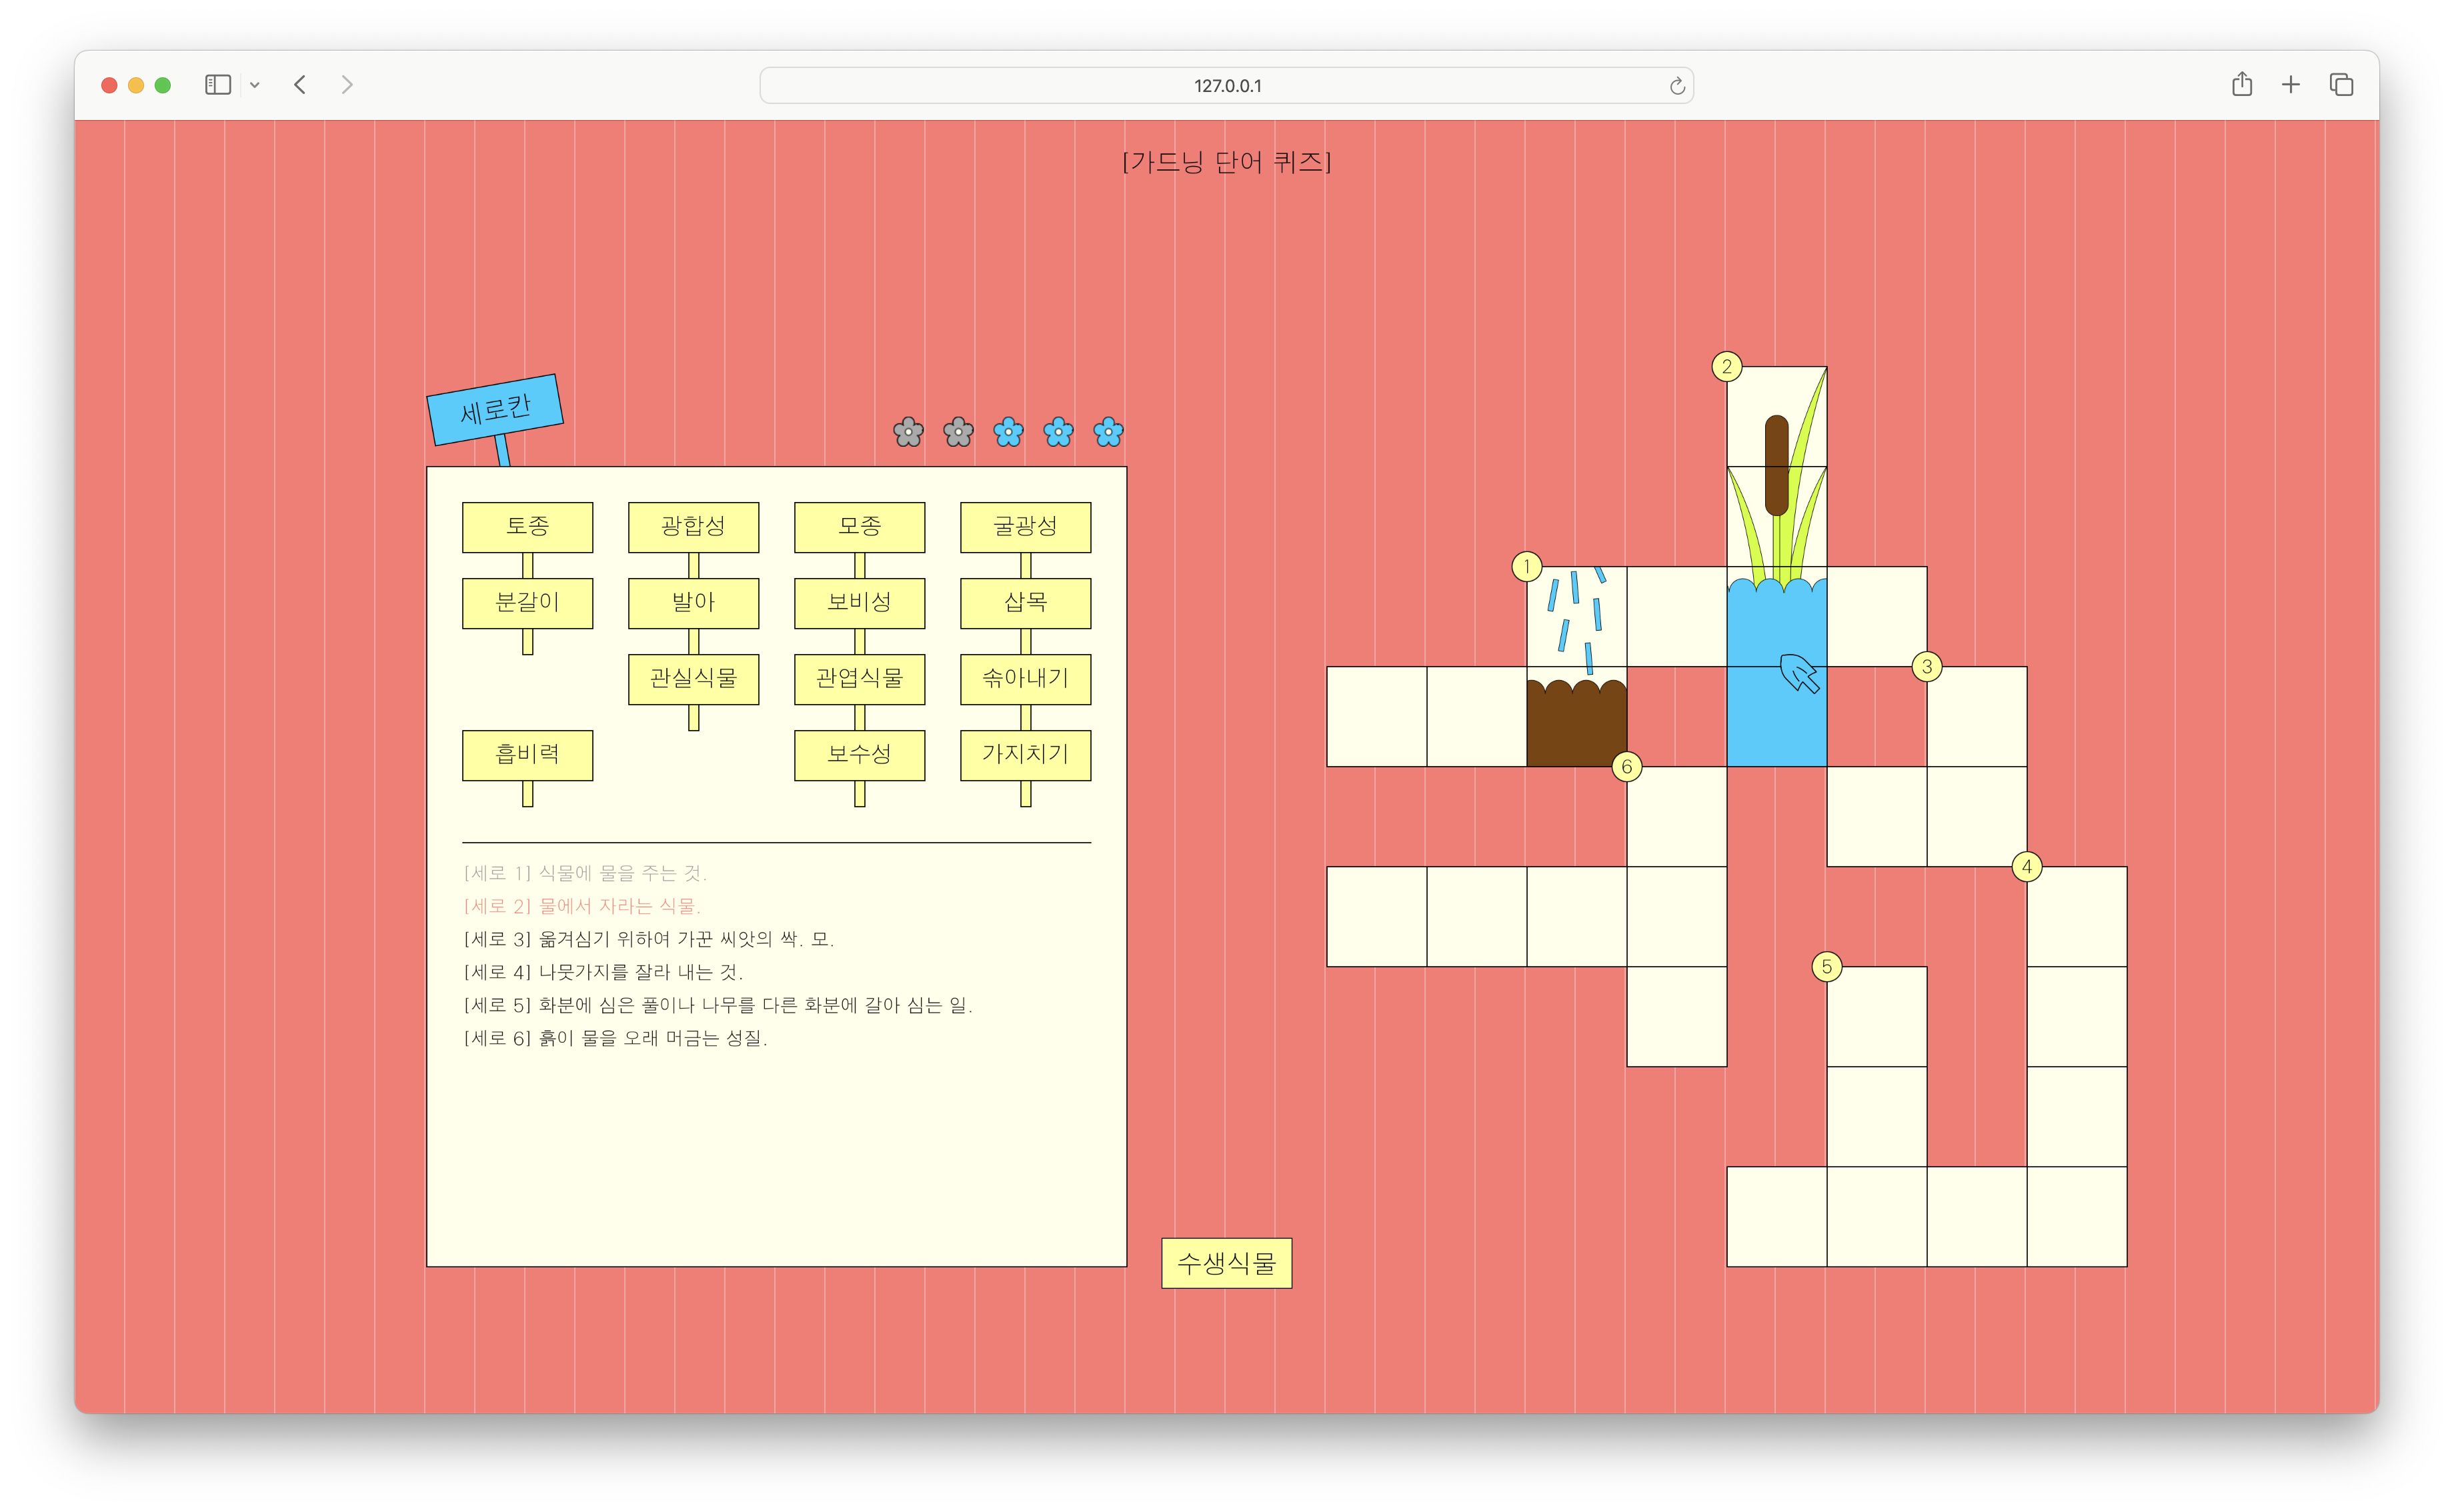 127.0.0.1
[가드닝 단어 퀴즈]
세로칸
토종 광합성 모종 굴광성
분갈이 발아 보비성 삽목
관실식물 관엽식물 솎아내기
흡비력 보수성 가지치기
[세로 1] 식물에 물을 주는 것.
[세로 2] 물에서 자라는 식물.
[세로 3] 옮겨심기 위하여 가꾼 씨앗의 싹. 모.
[세로 4] 나뭇가지를 잘라 내는 것.
[세로 5] 화분에 심은 풀이나 나무를 다른 화분에 갈아 심는 일.
[세로 6] 흙이 물을 오래 머금는 성질.
수생식물
2
1
3
6
4
5